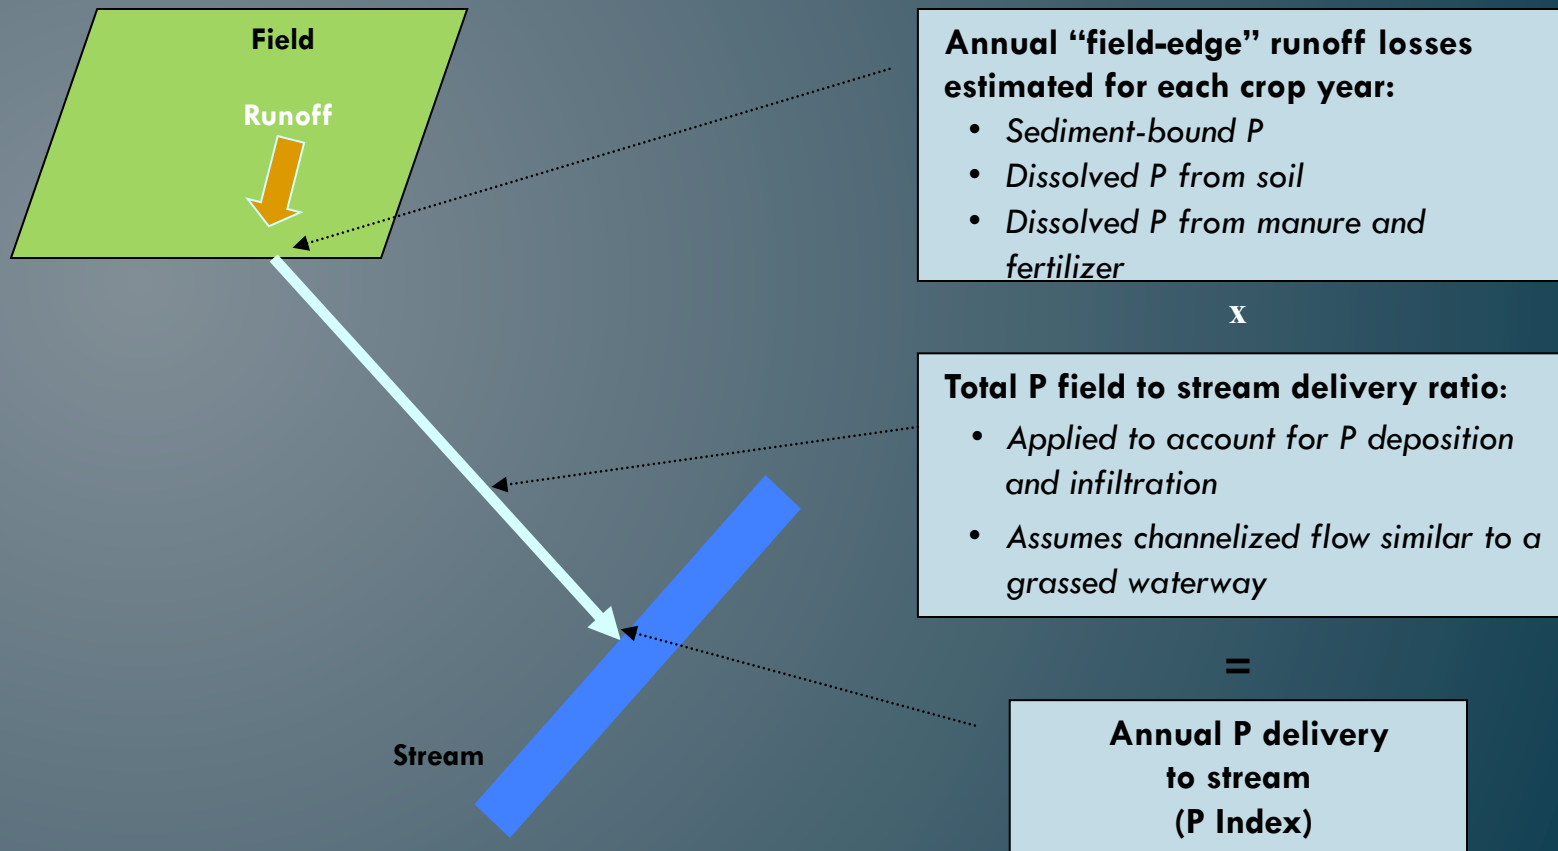 Field
Runoff
Stream
Annual “field-edge” runoff losses
estimated for each crop year:
• Sediment-bound P
• Dissolved P from soil
• Dissolved P from manure and
fertilizer
x
Total P field to stream delivery ratio:
• Applied to account for P deposition
and infiltration
• Assumes channelized flow similar to a
grassed waterway
=
Annual P delivery
to stream
(P Index)